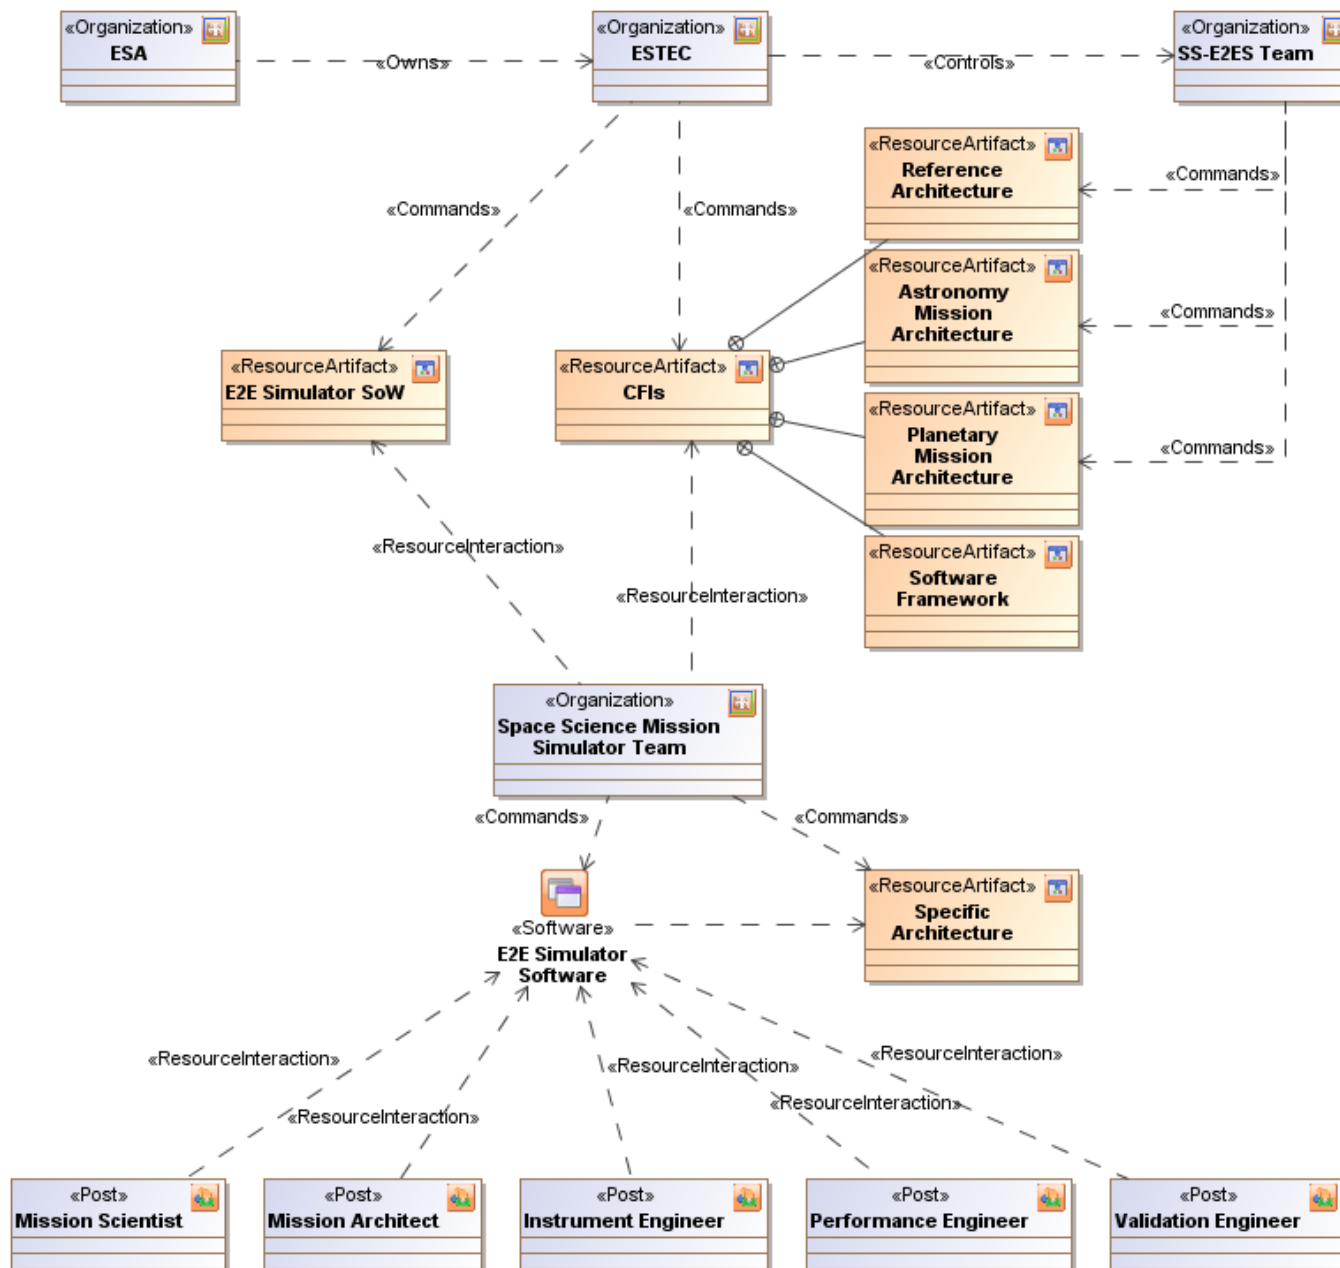 «Organization»
ESA
«Owns»
«Organization»
ESTEC
«Controls»
«Organization»
SS-E2ES Team
«Commands»
«Commands»
«ResourceArtifact»
Reference
Architecture
«Commands»
«ResourceArtifact»
Astronomy
Mission
Architecture
«Commands»
«ResourceArtifact»
E2E Simulator SoW
«ResourceArtifact»
CFIs
«ResourceArtifact»
Planetary
Mission
Architecture
«Commands»
«ResourceArtifact»
Software
Framework
«ResourceInteraction»
«ResourceInteraction»
«Organization»
Space Science Mission
Simulator Team
«Commands»
«Commands»
«Software»
E2E Simulator
Software
«ResourceArtifact»
Specific
Architecture
«ResourceInteraction»
«ResourceInteraction»
«ResourceInteraction»
«ResourceInteraction»
«ResourceInteraction»
«Post»
Mission Scientist
«Post»
Mission Architect
«Post»
Instrument Engineer
«Post»
Performance Engineer
«Post»
Validation Engineer